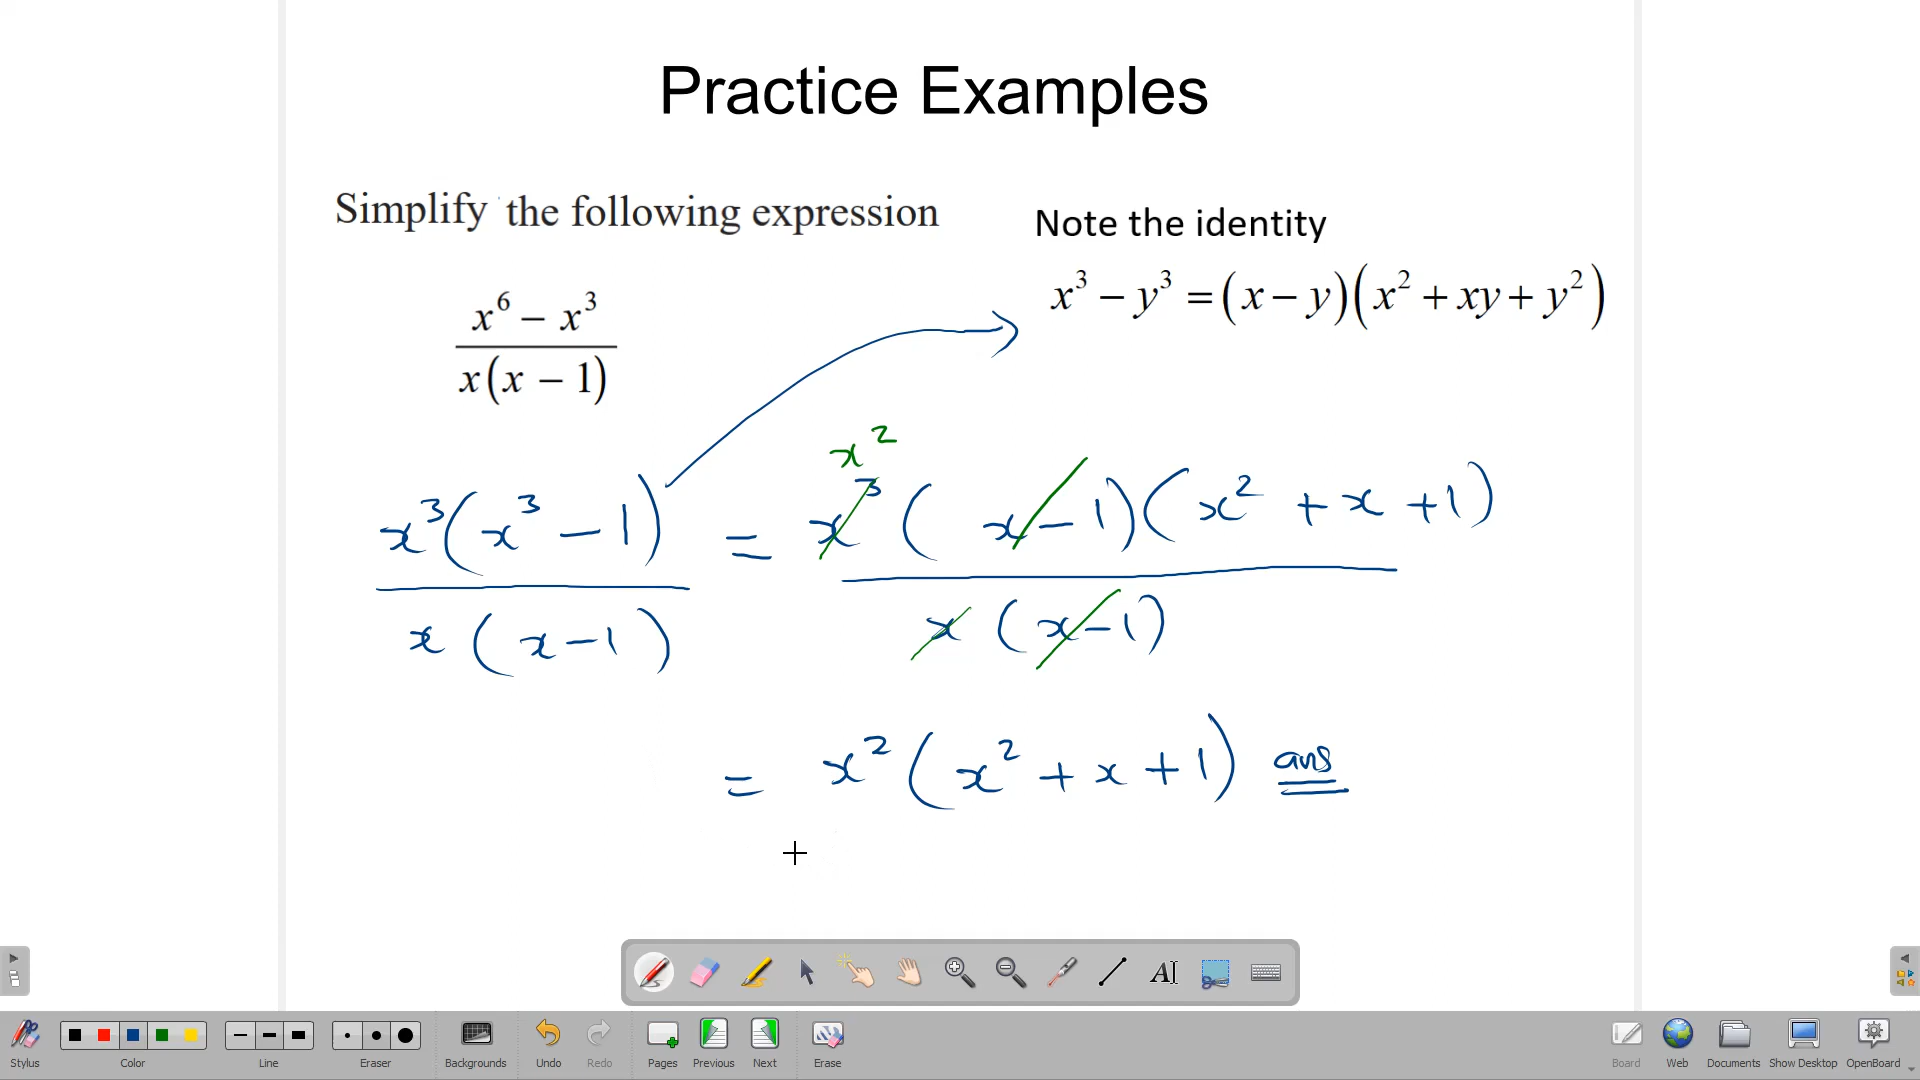 Practice Examples
Simplify the following expression
Note the identity
x³ − y³ = (x − y)(x² + xy + y²)
x⁶ − x³
x(x − 1)
x²
x³(x³ − 1) = x³(x − 1)(x² + x + 1)
x(x − 1) x(x − 1)
= x²(x² + x + 1) ans
AI
Stylus Color Line Eraser Backgrounds Undo Redo Pages Previous Next Erase Board Web Documents Show Desktop OpenBoard